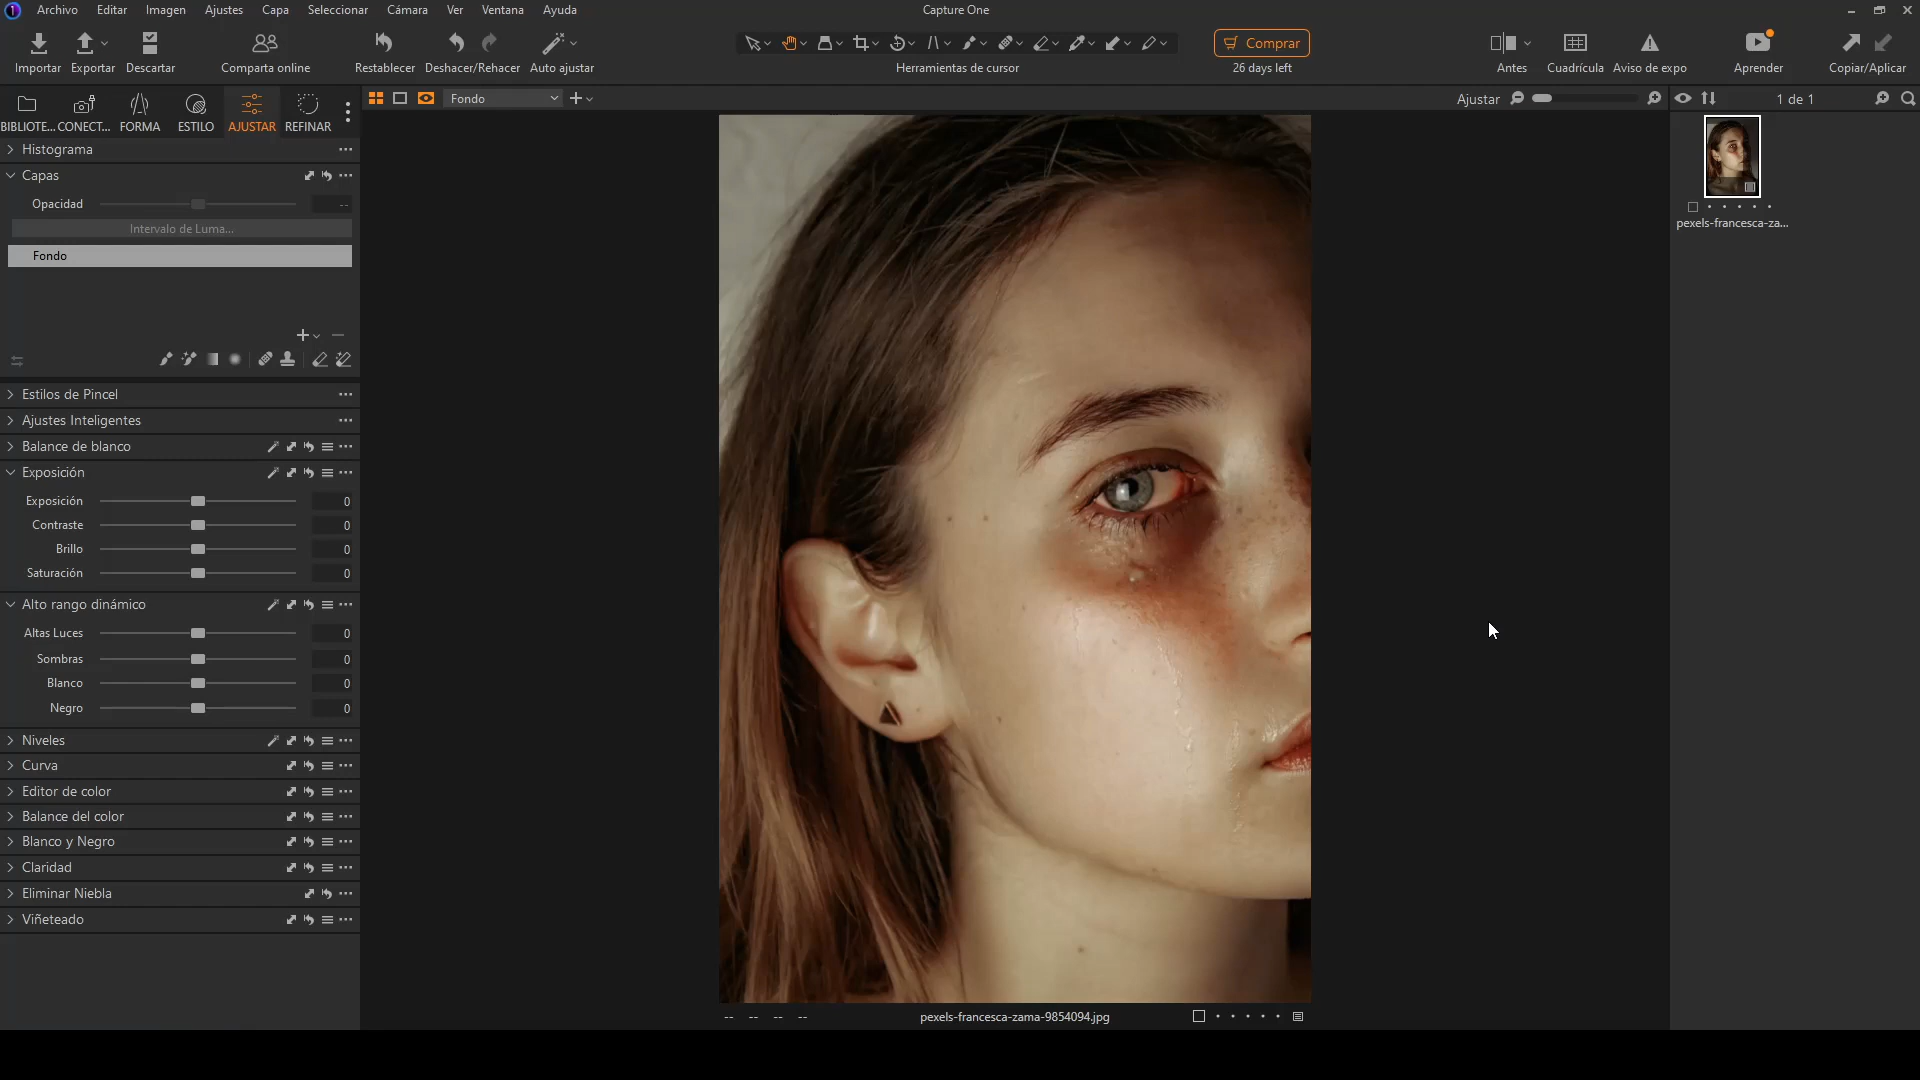 Archivo Editar Imagen Ajustes Capa Seleccionar Cámara Ver Ventana Ayuda
Capture One
Importar Exportar Descartar Comparta online Restablecer Deshacer/Rehacer Auto ajustar Herramientas de cursor
Comprar
26 days left
Antes Cuadrícula Aviso de expo Aprender Copiar/Aplicar
BIBLIOTE... CONECT... FORMA ESTILO AJUSTAR REFINAR
Fondo
Ajustar
1 de 1
Histograma
Capas
Opacidad --
Intervalo de Luma...
Fondo
Estilos de Pincel
Ajustes Inteligentes
Balance de blanco
Exposición
Exposición 0
Contraste 0
Brillo 0
Saturación 0
Alto rango dinámico
Altas Luces 0
Sombras 0
Blanco 0
Negro 0
Niveles
Curva
Editor de color
Balance del color
Blanco y Negro
Claridad
Eliminar Niebla
Viñeteado
-- -- -- --
pexels-francesca-zama-9854094.jpg
pexels-francesca-za...